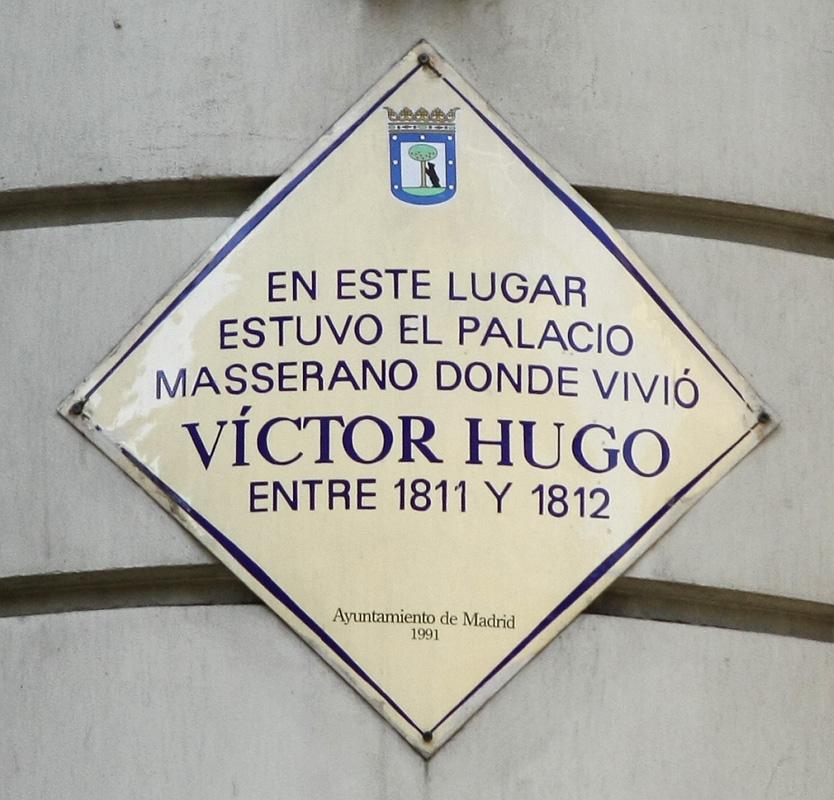 EN ESTE LUGAR
ESTUVO EL PALACIO
MASSERANO DONDE VIVIÓ
VÍCTOR HUGO
ENTRE 1811 Y 1812
Ayuntamiento de Madrid
1991